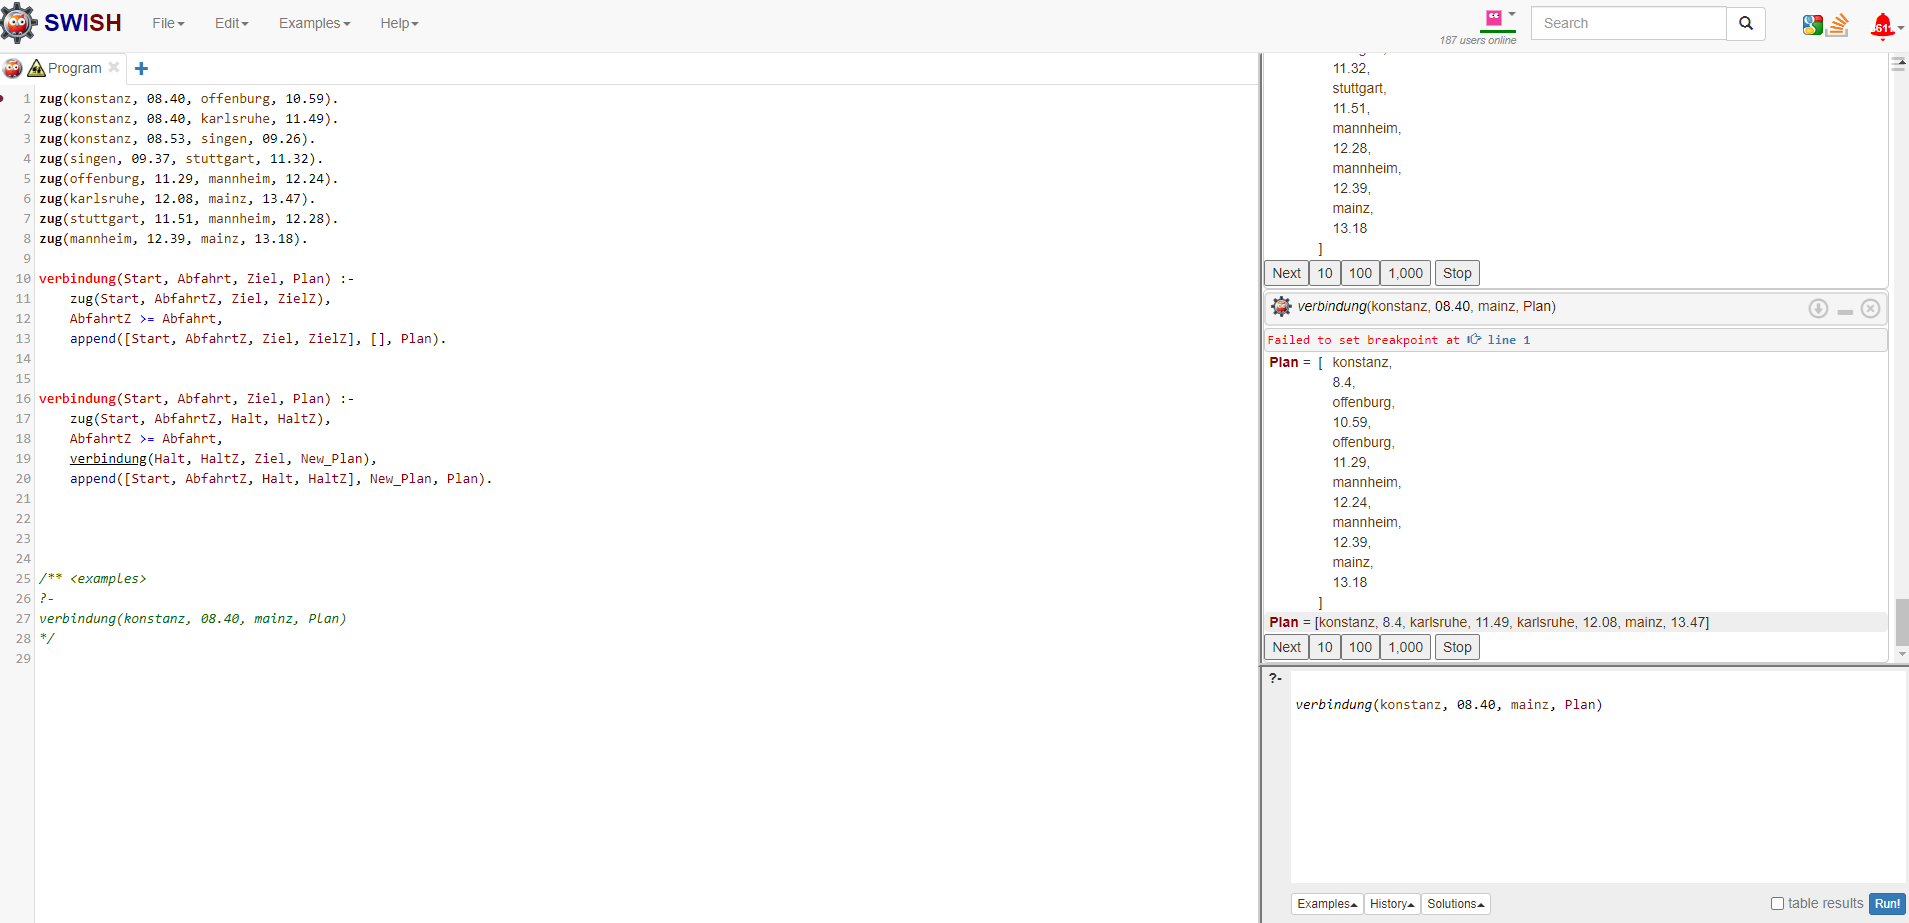 SWISH File Edit Examples Help
187 users online
Search
Program
1 zug(konstanz, 08.40, offenburg, 10.59).
2 zug(konstanz, 08.40, karlsruhe, 11.49).
3 zug(konstanz, 08.53, singen, 09.26).
4 zug(singen, 09.37, stuttgart, 11.32).
5 zug(offenburg, 11.29, mannheim, 12.24).
6 zug(karlsruhe, 12.08, mainz, 13.47).
7 zug(stuttgart, 11.51, mannheim, 12.28).
8 zug(mannheim, 12.39, mainz, 13.18).
9
10 verbindung(Start, Abfahrt, Ziel, Plan) :-
11 zug(Start, AbfahrtZ, Ziel, ZielZ),
12 AbfahrtZ >= Abfahrt,
13 append([Start, AbfahrtZ, Ziel, ZielZ], [], Plan).
14
15
16 verbindung(Start, Abfahrt, Ziel, Plan) :-
17 zug(Start, AbfahrtZ, Halt, HaltZ),
18 AbfahrtZ >= Abfahrt,
19 verbindung(Halt, HaltZ, Ziel, New_Plan),
20 append([Start, AbfahrtZ, Halt, HaltZ], New_Plan, Plan).
21
22
23
24
25 /** <examples>
26 ?-
27 verbindung(konstanz, 08.40, mainz, Plan)
28 */
29
11.32,
stuttgart,
11.51,
mannheim,
12.28,
mannheim,
12.39,
mainz,
13.18
]
Next 10 100 1,000 Stop
verbindung(konstanz, 08.40, mainz, Plan)
Failed to set breakpoint at line 1
Plan = [ konstanz,
8.4,
offenburg,
10.59,
offenburg,
11.29,
mannheim,
12.24,
mannheim,
12.39,
mainz,
13.18
]
Plan = [konstanz, 8.4, karlsruhe, 11.49, karlsruhe, 12.08, mainz, 13.47]
Next 10 100 1,000 Stop
?-
verbindung(konstanz, 08.40, mainz, Plan)
Examples History Solutions
table results Run!